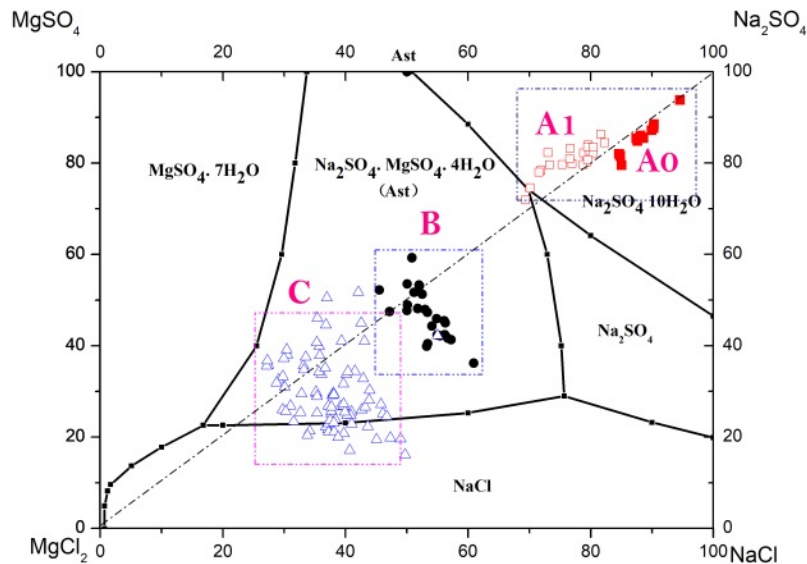 MgSO₄
Na₂SO₄
0 20 40 Ast 60 80 100
100
80
60
40
20
0
100
80
60
40
20
0
A1
A0
MgSO₄. 7H₂O
Na₂SO₄. MgSO₄. 4H₂O
(Ast)
Na₂SO₄ 10H₂O
B
C
Na₂SO₄
NaCl
0 20 40 60 80 100
MgCl₂
NaCl